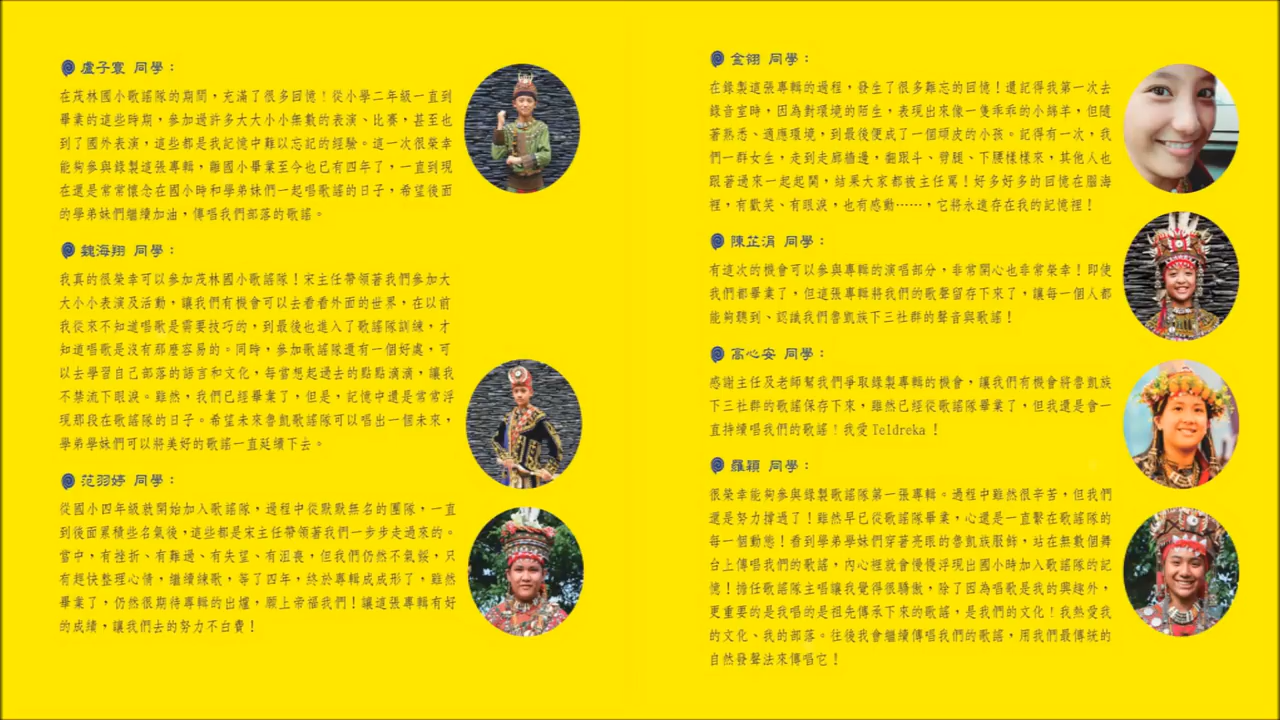 盧子寰 同學：
在茂林國小歌謠隊的期間，充滿了很多回憶！從小學二年級一直到
畢業的這些時期，參加過許多大大小小無數的表演、比賽，甚至也
到了國外表演，這些都是我記憶中難以忘記的經驗。這一次很榮幸
能夠參與錄製這張專輯，離國小畢業至今也已有四年了，一直到現
在還是常常懷念在國小時和學弟妹們一起唱歌謠的日子，希望後面
的學弟妹們繼續加油，傳唱我們部落的歌謠。
魏海翔 同學：
我真的很榮幸可以參加茂林國小歌謠隊！宋主任帶領著我們參加大
大小小表演及活動，讓我們有機會可以去看看外面的世界，在以前
我從來不知道唱歌是需要技巧的，到最後也進入了歌謠隊訓練，才
知道唱歌是沒有那麼容易的。同時，參加歌謠隊還有一個好處，可
以去學習自己部落的語言和文化，每當想起過去的點點滴滴，讓我
不禁流下眼淚。雖然，我們已經畢業了，但是，記憶中還是常常浮
現那段在歌謠隊的日子。希望未來魯凱歌謠隊可以唱出一個未來，
學弟學妹們可以將美好的歌謠一直延續下去。
范羽婷 同學：
從國小四年級就開始加入歌謠隊，過程中從默默無名的團隊，一直
到後面累積些名氣後，這些都是宋主任帶領著我們一步步走過來的。
當中，有挫折、有難過、有失望、有沮喪，但我們仍然不氣餒，只
有趕快整理心情，繼續練歌，等了四年，終於專輯成成形了，雖然
畢業了，仍然很期待專輯的出爐，願上帝福我們！讓這張專輯有好
的成績，讓我們去的努力不白費！
金翎 同學：
在錄製這張專輯的過程，發生了很多難忘的回憶！還記得我第一次去
錄音室時，因為對環境的陌生，表現出來像一隻乖乖的小綿羊，但隨
著熟悉、適應環境，到最後便成了一個頑皮的小孩。記得有一次，我
們一群女生，走到走廊牆邊，翻跟斗、劈腿、下腰樣樣來，其他人也
跟著過來一起起鬨，結果大家都被主任罵！好多好多的回憶在腦海
裡，有歡笑、有眼淚，也有感動……，它將永遠存在我的記憶裡！
陳芷涓 同學：
有這次的機會可以參與專輯的演唱部分，非常開心也非常榮幸！即使
我們都畢業了，但這張專輯將我們的歌聲留存下來了，讓每一個人都
能夠聽到、認識我們魯凱族下三社群的聲音與歌謠！
高心安 同學：
感謝主任及老師幫我們爭取錄製專輯的機會，讓我們有機會將魯凱族
下三社群的歌謠保存下來，雖然已經從歌謠隊畢業了，但我還是會一
直持續唱我們的歌謠！我愛 Teldreka！
羅穎 同學：
很榮幸能夠參與錄製歌謠隊第一張專輯。過程中雖然很辛苦，但我們
還是努力撐過了！雖然早已從歌謠隊畢業，心還是一直繫在歌謠隊的
每一個動態！看到學弟學妹們穿著亮眼的魯凱族服飾，站在無數個舞
台上傳唱我們的歌謠，內心裡就會慢慢浮現出國小時加入歌謠隊的記
憶！擔任歌謠隊主唱讓我覺得很驕傲，除了因為唱歌是我的興趣外，
更重要的是我唱的是祖先傳承下來的歌謠，是我們的文化！我熱愛我
的文化、我的部落。往後我會繼續傳唱我們的歌謠，用我們最傳統的
自然發聲法來傳唱它！